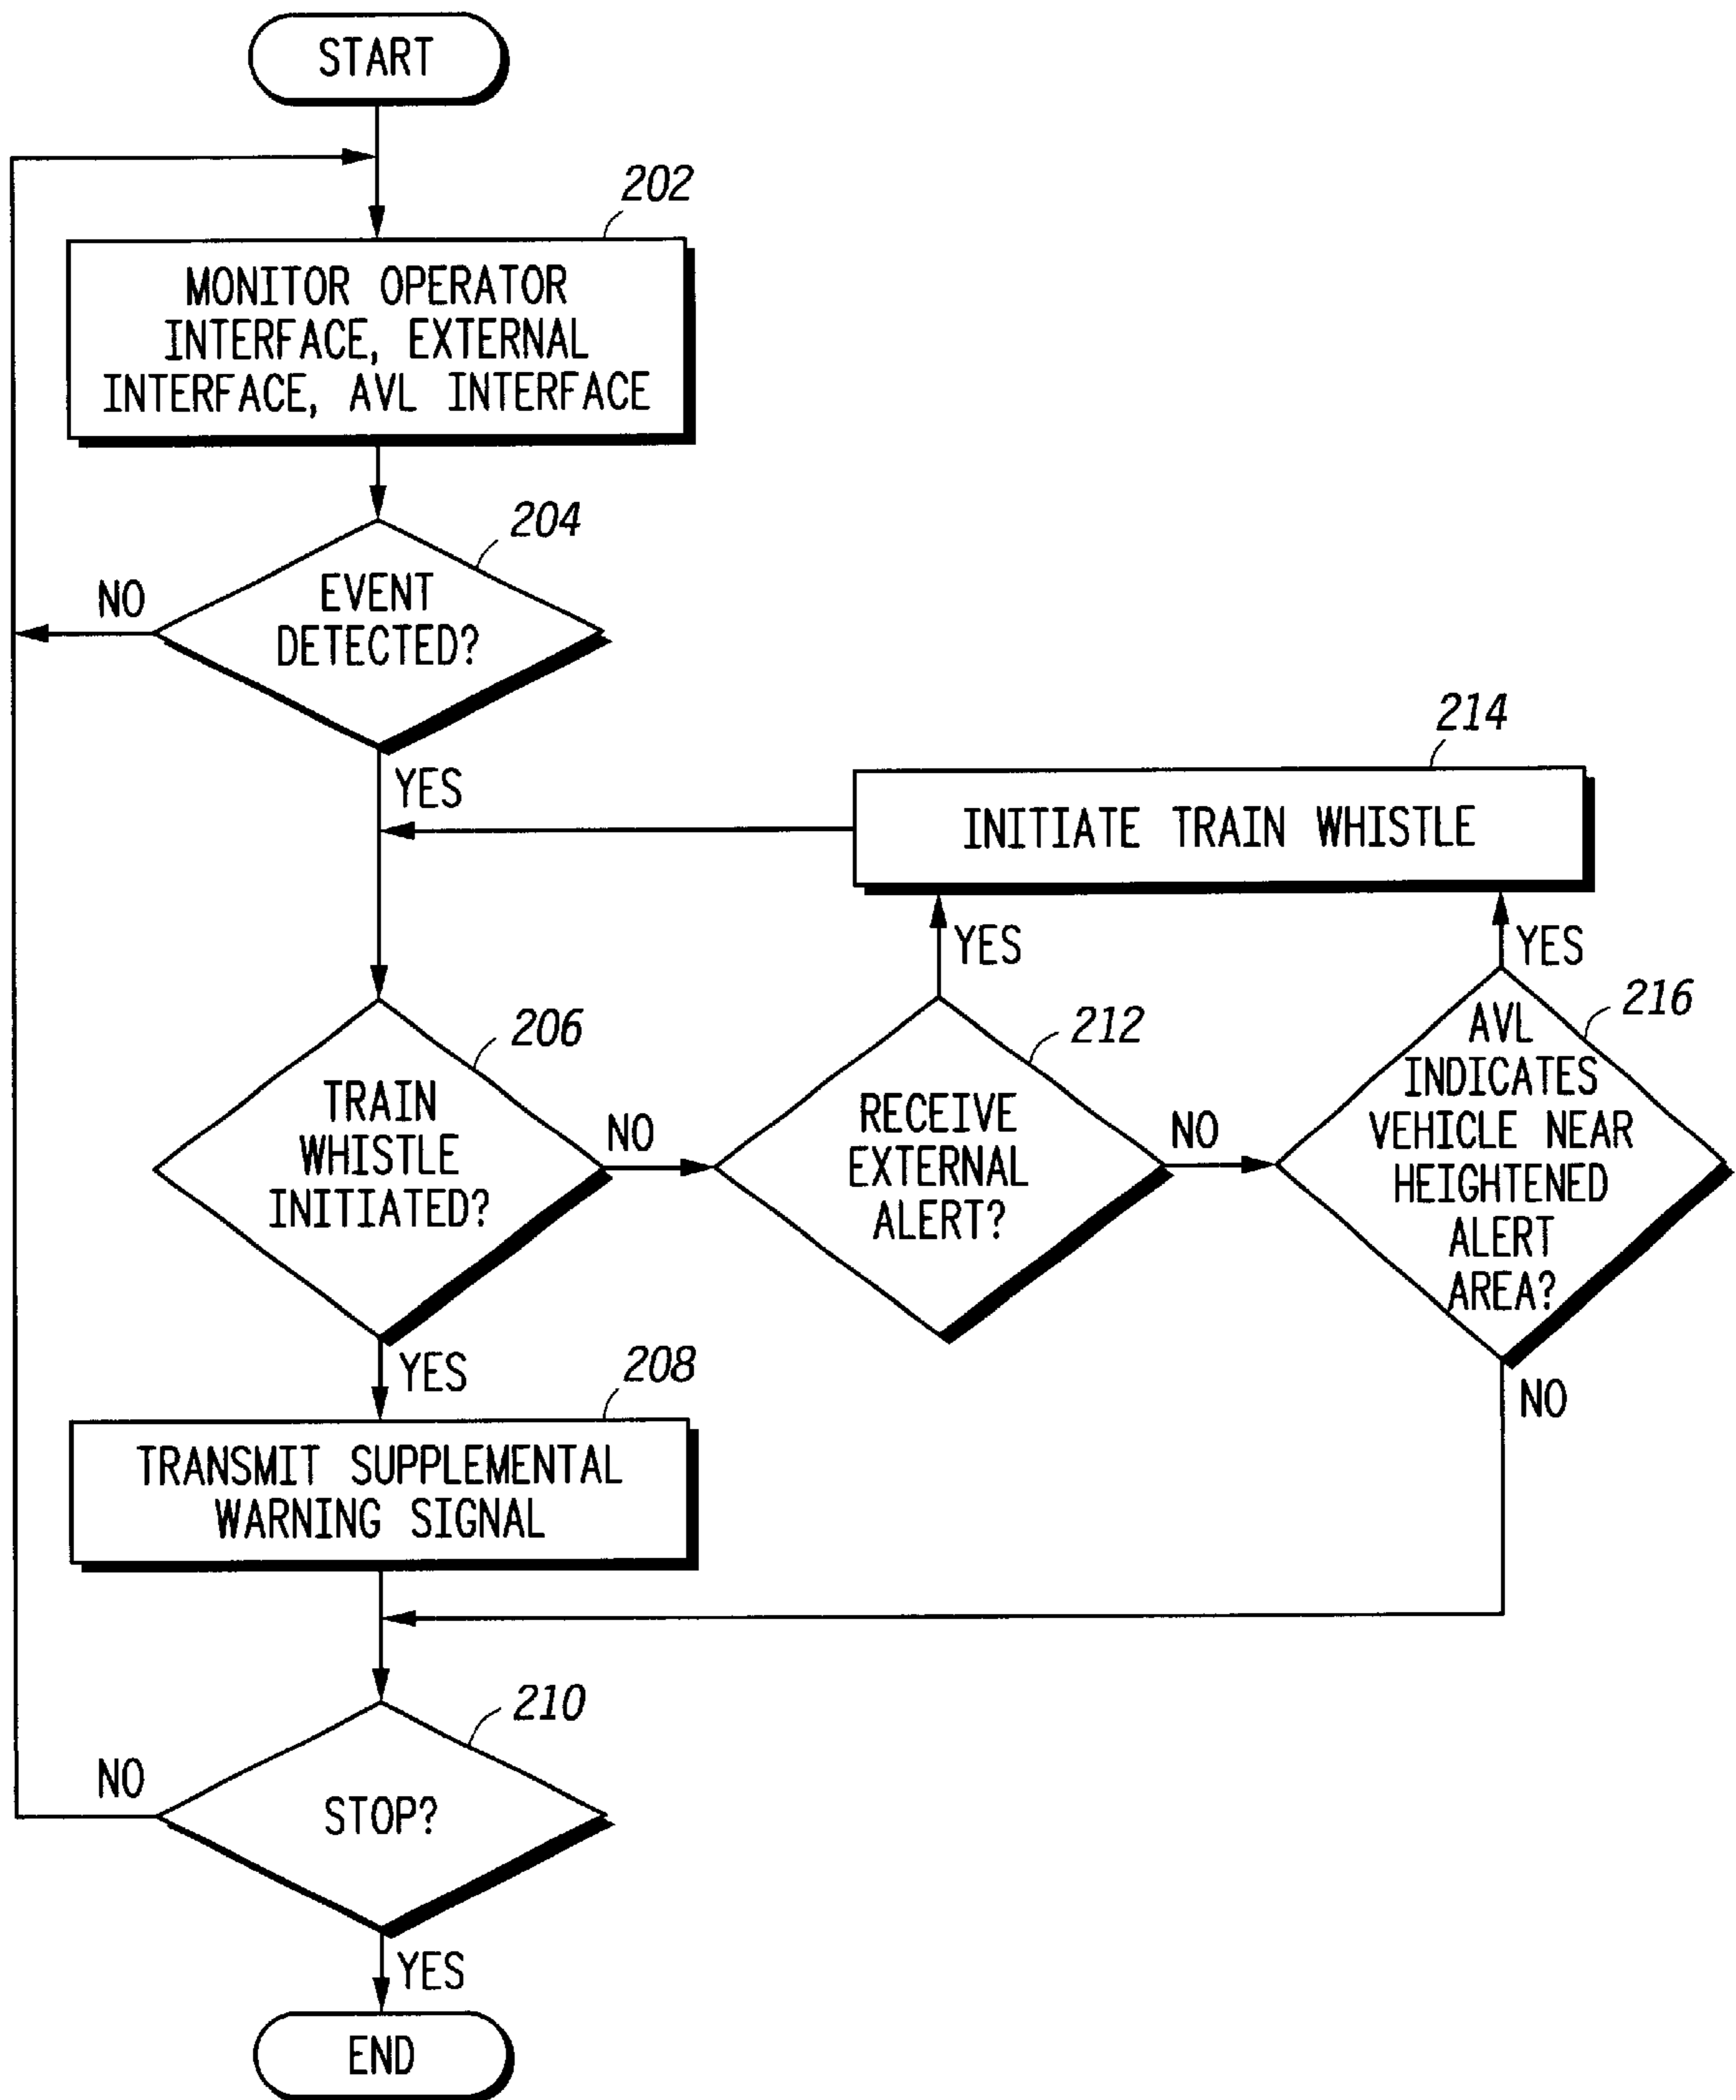 START
202
MONITOR OPERATOR
INTERFACE, EXTERNAL
INTERFACE, AVL INTERFACE
204
EVENT
DETECTED?
NO
YES
214
INITIATE TRAIN WHISTLE
YES
YES
206
TRAIN
WHISTLE
INITIATED?
NO
212
RECEIVE
EXTERNAL
ALERT?
NO
216
AVL
INDICATES
VEHICLE NEAR
HEIGHTENED
ALERT
AREA?
YES
NO
208
TRANSMIT SUPPLEMENTAL
WARNING SIGNAL
210
STOP?
NO
YES
END